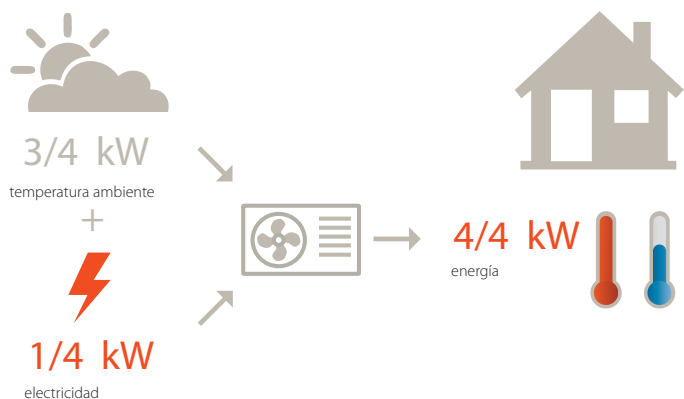 3/4 kW
temperatura ambiente
+
1/4 kW
electricidad
4/4 kW
energía